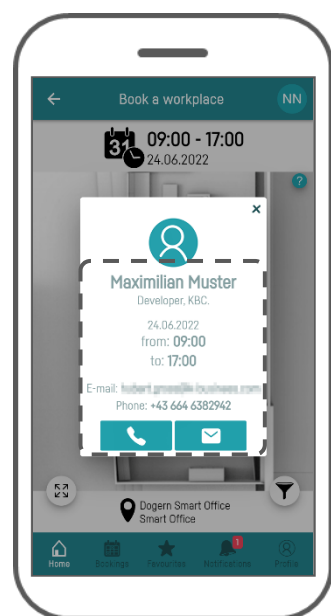 Book a workplace
NN
31
09:00 - 17:00
24.06.2022
?
×
Maximilian Muster
Developer, KBC.
24.06.2022
from: 09:00
to: 17:00
E-mail:
Phone: +43 664 6382942
Dogern Smart Office
Smart Office
1
Home
Bookings
Favourites
Notifications
Profile